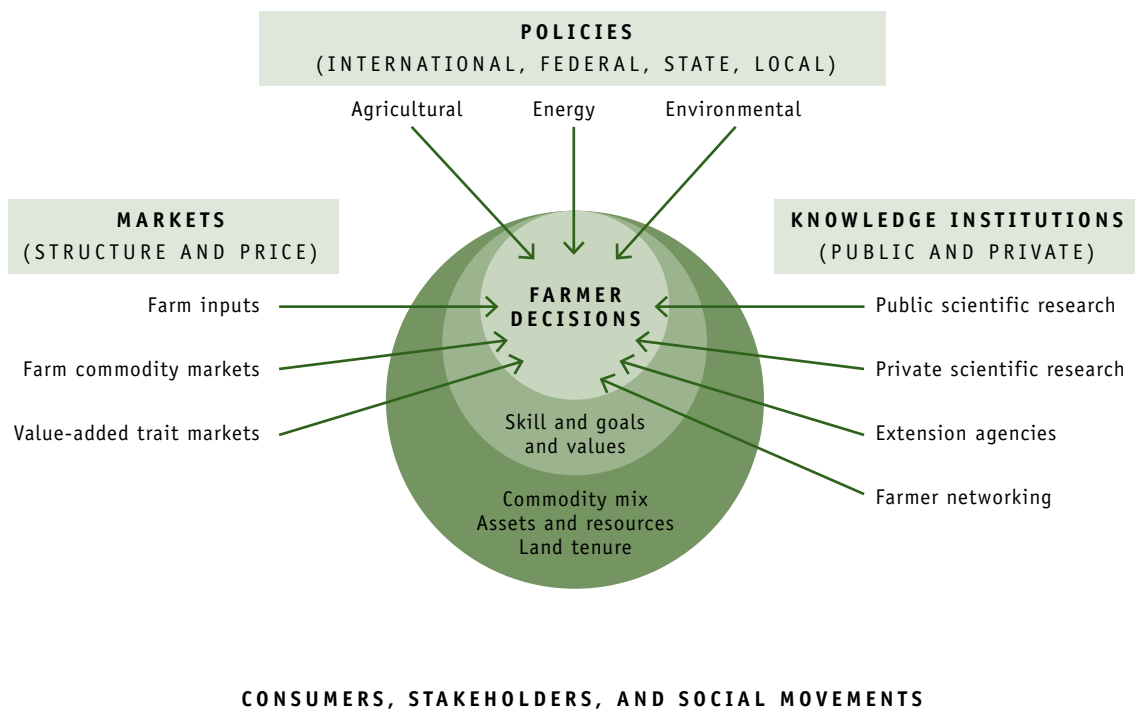 POLICIES
(INTERNATIONAL, FEDERAL, STATE, LOCAL)
Agricultural
Energy
Environmental
MARKETS
(STRUCTURE AND PRICE)
Farm inputs
Farm commodity markets
Value-added trait markets
FARMER
DECISIONS
Skill and goals
and values
Commodity mix
Assets and resources
Land tenure
KNOWLEDGE INSTITUTIONS
(PUBLIC AND PRIVATE)
Public scientific research
Private scientific research
Extension agencies
Farmer networking
CONSUMERS, STAKEHOLDERS, AND SOCIAL MOVEMENTS